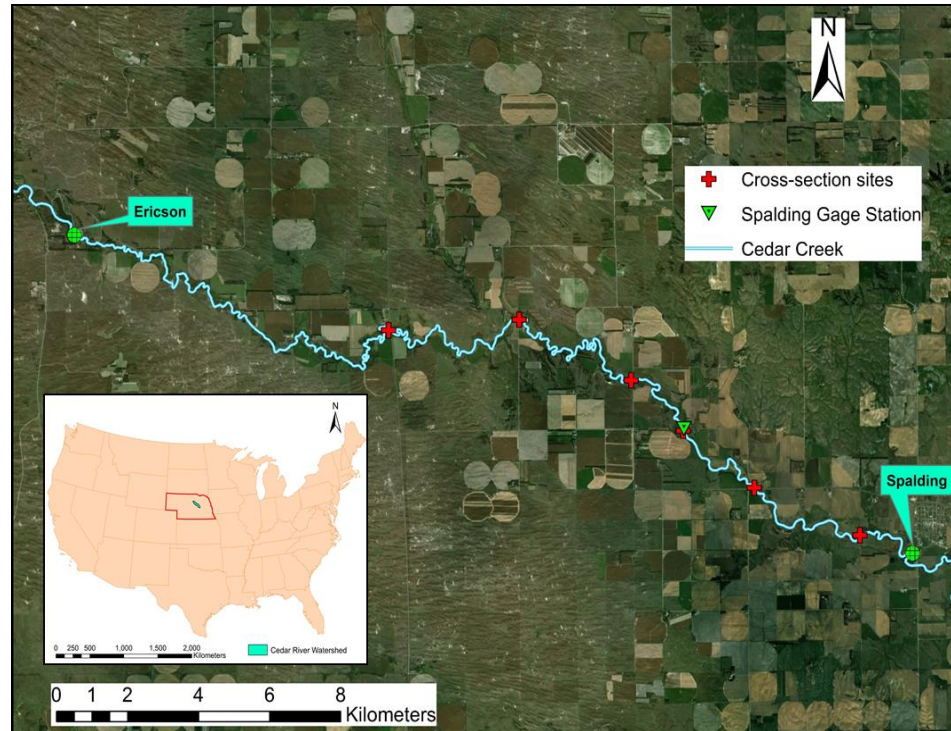 N
Cross-section sites
Spalding Gage Station
Cedar Creek
Ericson
Spalding
N
0 250 500 1,000 1,500 2,000
Kilometers
Cedar River Watershed
0 1 2 4 6 8
Kilometers